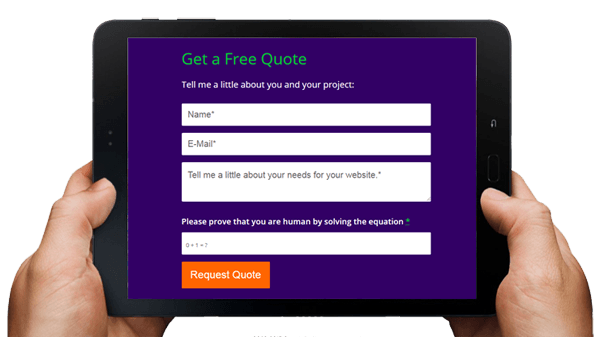 Get a Free Quote
Tell me a little about you and your project:
Name*
E-Mail*
Tell me a little about your needs for your website.*
Please prove that you are human by solving the equation *
0 + 1 = ?
Request Quote